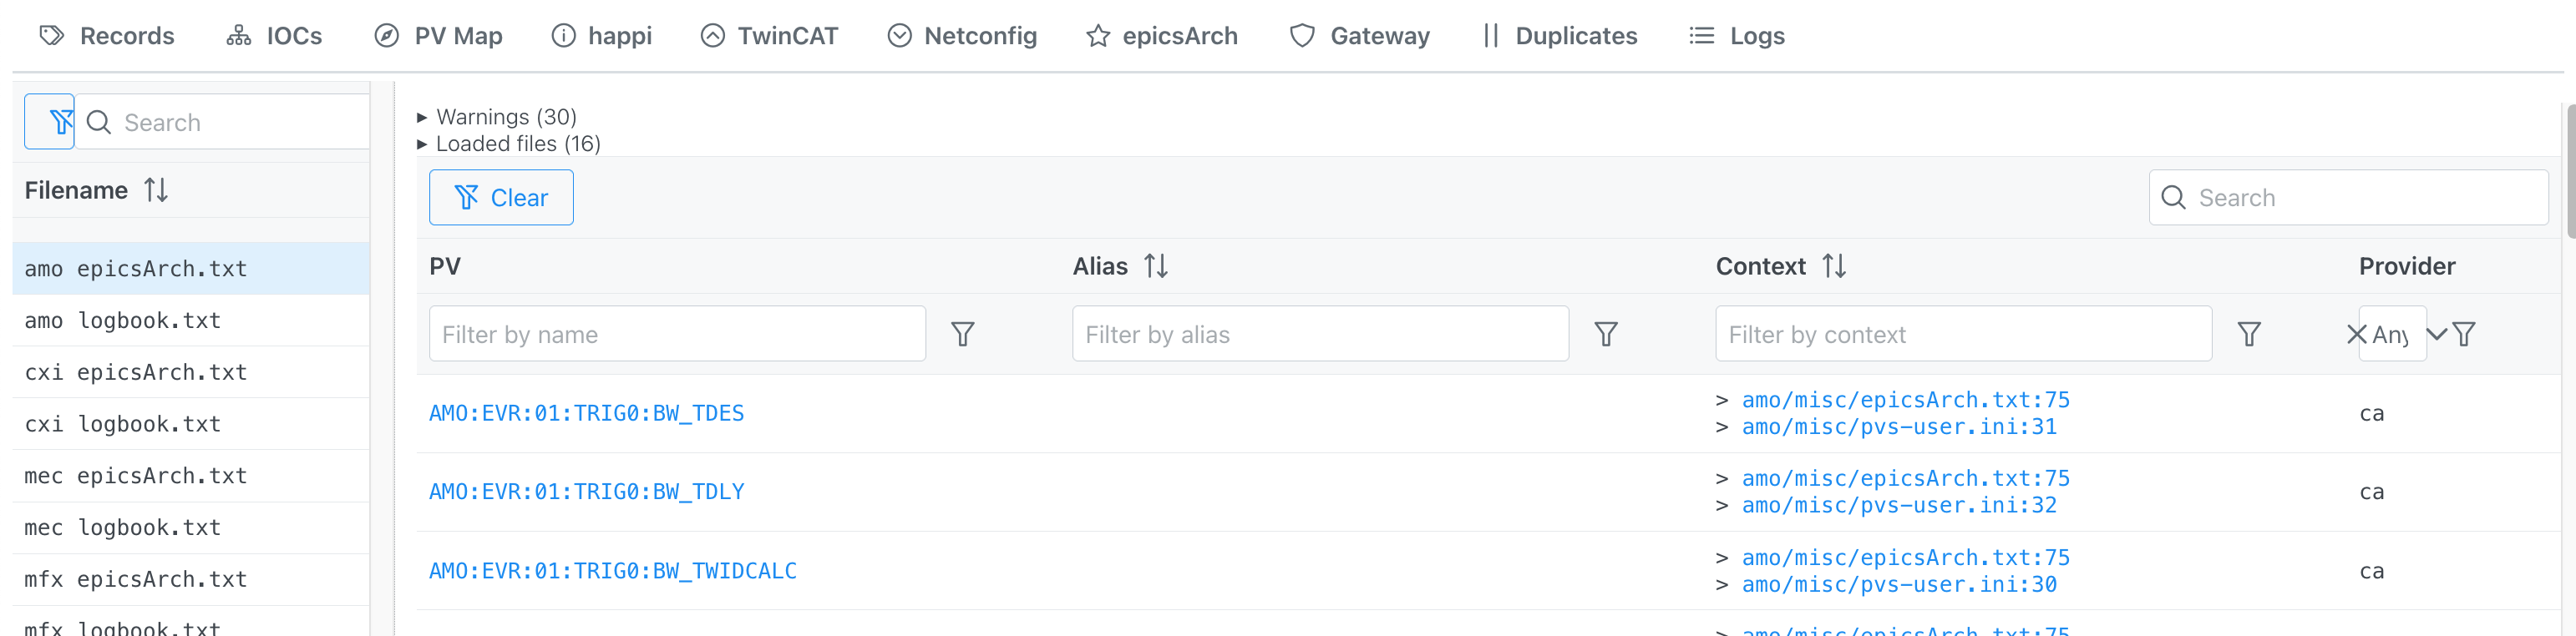 Records IOCs PV Map happi TwinCAT Netconfig epicsArch Gateway Duplicates Logs
Search
Filename
amo epicsArch.txt
amo logbook.txt
cxi epicsArch.txt
cxi logbook.txt
mec epicsArch.txt
mec logbook.txt
mfx epicsArch.txt
mfx logbook.txt
Warnings (30)
Loaded files (16)
Clear Search
PV Alias Context Provider
Filter by name Filter by alias Filter by context Any
AMO:EVR:01:TRIG0:BW_TDES > amo/misc/epicsArch.txt:75 ca
> amo/misc/pvs-user.ini:31
AMO:EVR:01:TRIG0:BW_TDLY > amo/misc/epicsArch.txt:75 ca
> amo/misc/pvs-user.ini:32
AMO:EVR:01:TRIG0:BW_TWIDCALC > amo/misc/epicsArch.txt:75 ca
> amo/misc/pvs-user.ini:30
> amo/misc/epicsArch.txt:75